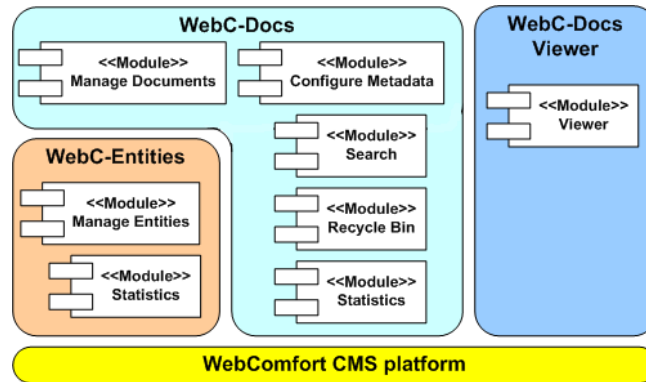 WebC-Docs
<<Module>>
Manage Documents
<<Module>>
Configure Metadata
<<Module>>
Search
<<Module>>
Recycle Bin
<<Module>>
Statistics
WebC-Entities
<<Module>>
Manage Entities
<<Module>>
Statistics
WebC-Docs
Viewer
<<Module>>
Viewer
WebComfort CMS platform